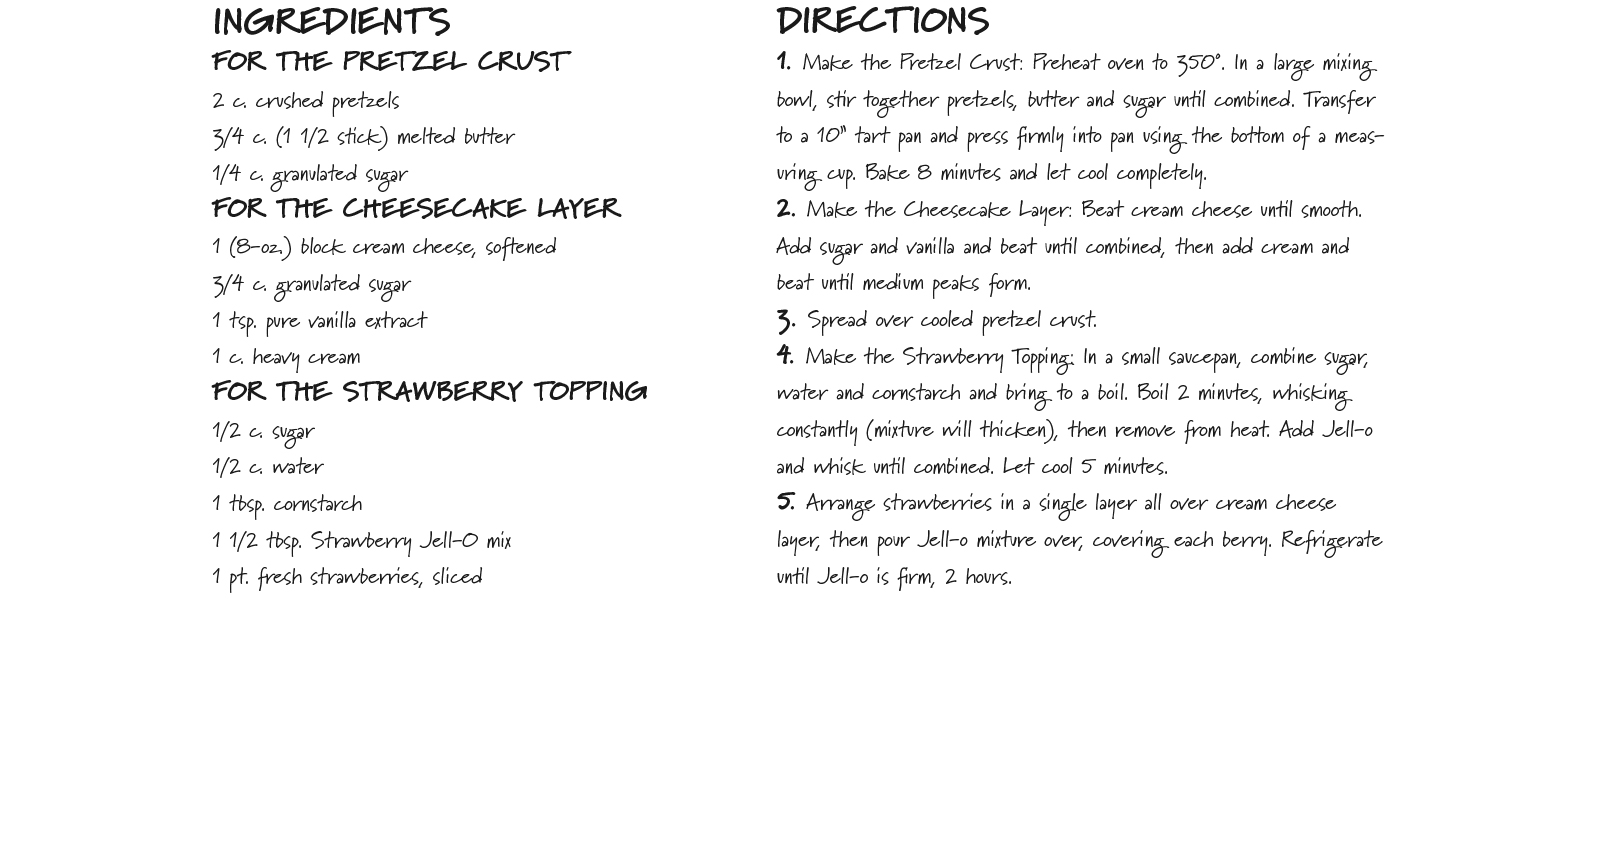 INGREDIENTS
FOR THE PRETZEL CRUST
2 c. crushed pretzels
3/4 c. (1 1/2 stick) melted butter
1/4 c. granulated sugar
FOR THE CHEESECAKE LAYER
1 (8-oz.) block cream cheese, softened
3/4 c. granulated sugar
1 tsp. pure vanilla extract
1 c. heavy cream
FOR THE STRAWBERRY TOPPING
1/2 c. sugar
1/2 c. water
1 tbsp. cornstarch
1 1/2 tbsp. Strawberry Jell-O mix
1 pt. fresh strawberries, sliced
DIRECTIONS
1. Make the Pretzel Crust: Preheat oven to 350°. In a large mixing
bowl, stir together pretzels, butter and sugar until combined. Transfer
to a 10" tart pan and press firmly into pan using the bottom of a meas-
uring cup. Bake 8 minutes and let cool completely.
2. Make the Cheesecake Layer: Beat cream cheese until smooth.
Add sugar and vanilla and beat until combined, then add cream and
beat until medium peaks form.
3. Spread over cooled pretzel crust.
4. Make the Strawberry Topping: In a small saucepan, combine sugar,
water and cornstarch and bring to a boil. Boil 2 minutes, whisking
constantly (mixture will thicken), then remove from heat. Add Jell-o
and whisk until combined. Let cool 5 minutes.
5. Arrange strawberries in a single layer all over cream cheese
layer, then pour Jell-o mixture over, covering each berry. Refrigerate
until Jell-o is firm, 2 hours.